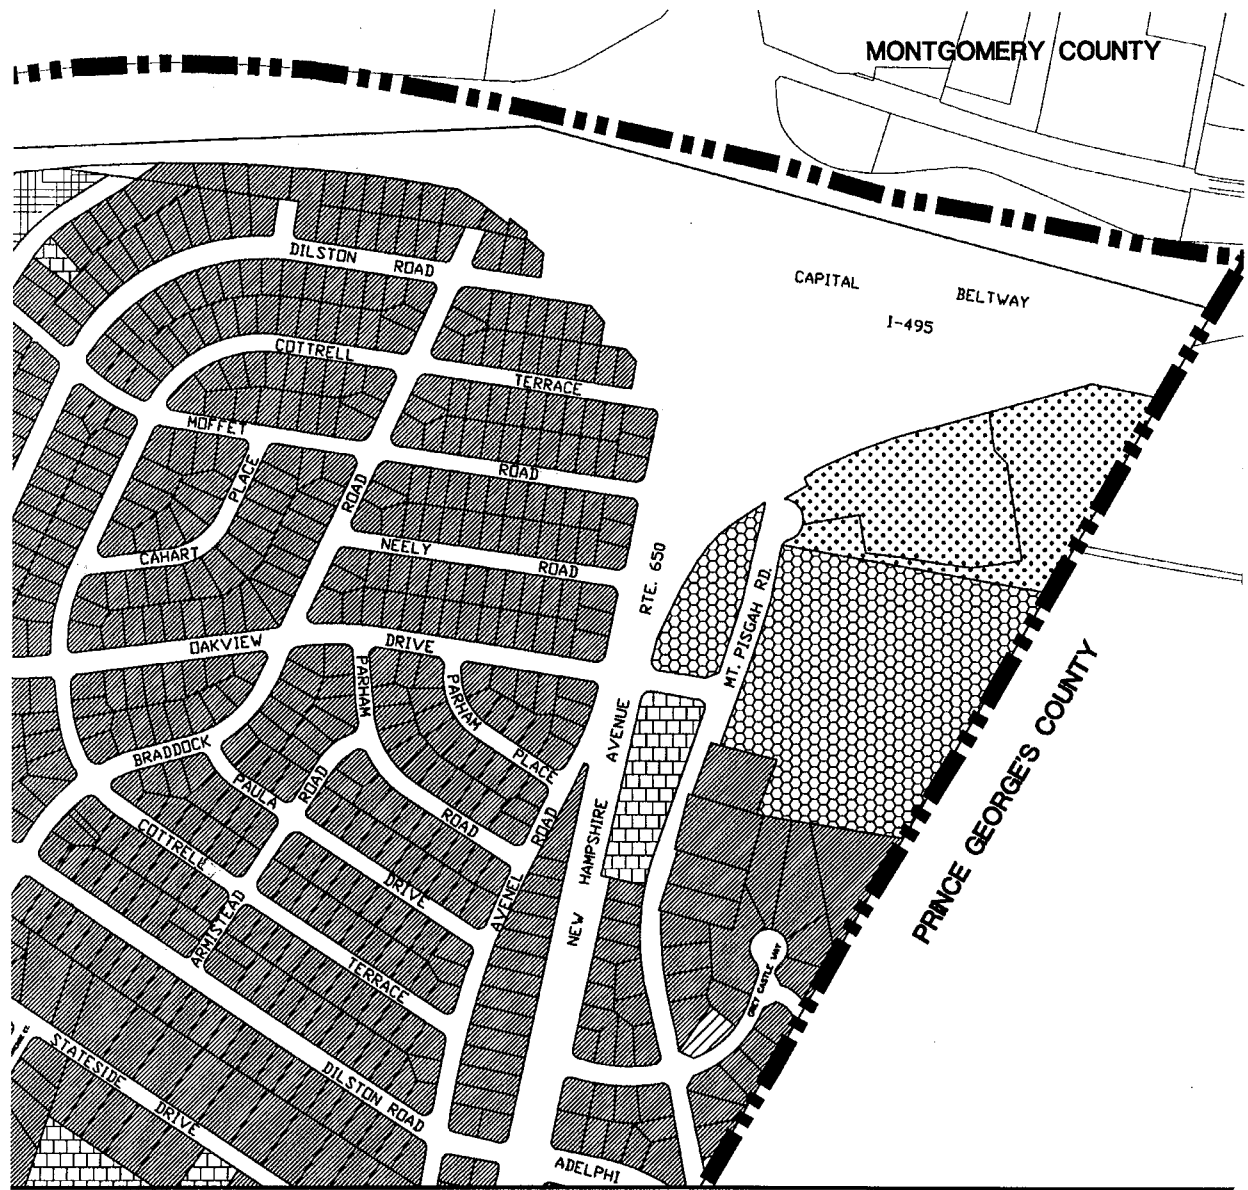 MONTGOMERY COUNTY
DILSTON ROAD
CAPITAL BELTWAY
I-495
COTTRELL TERRACE
MOFFET ROAD
PLACE
ROAD
CAHART
NEELY ROAD
RTE. 650
MT. PISGAH RD.
OAKVIEW DRIVE
PARHAM
PARHAM
PLACE
PRINCE GEORGE'S COUNTY
BRADDOCK
PAULA
ROAD
ROAD
ROAD
NEW HAMPSHIRE AVENUE
COTTRELL
DRIVE
AVENEL
ARMISTEAD
TERRACE
GREY CASTLE WAY
STATESIDE
DRIVE
DILSTON ROAD
ADELPHI